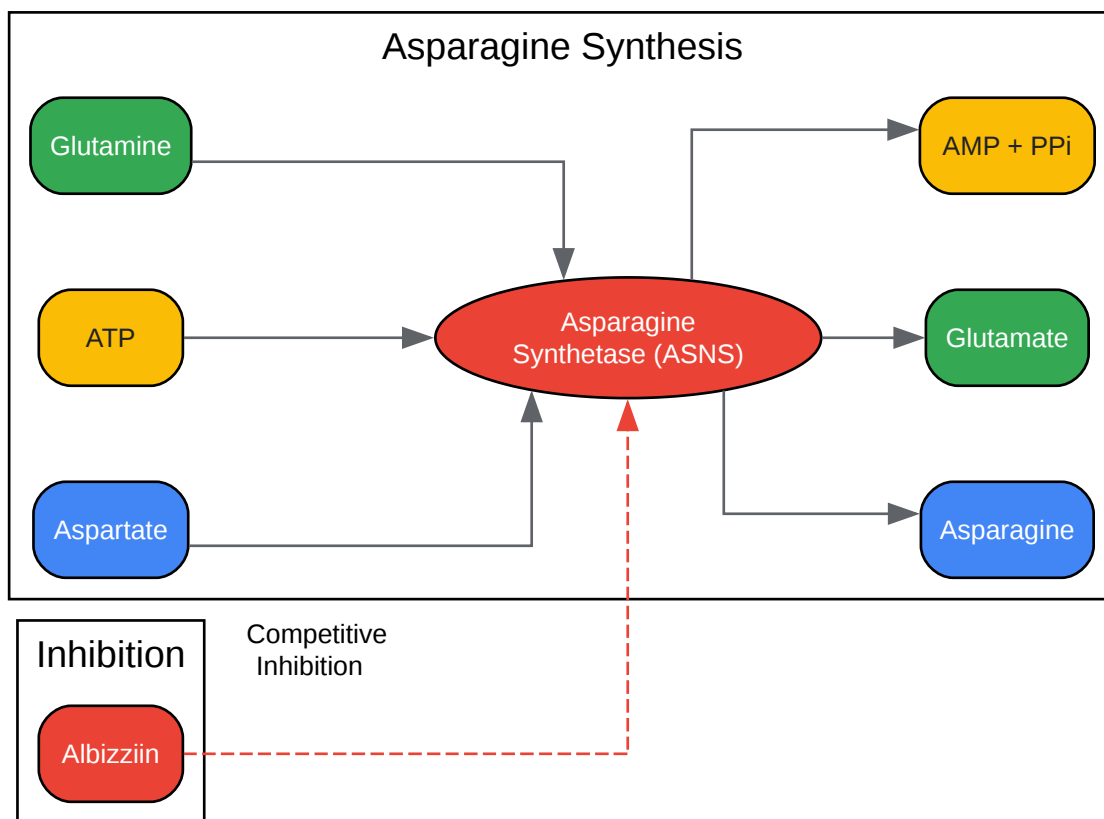 Asparagine Synthesis
Glutamine
AMP + PPi
ATP
Asparagine
Synthetase (ASNS)
Glutamate
Aspartate
Asparagine
Competitive
Inhibition
Inhibition
Albizziin